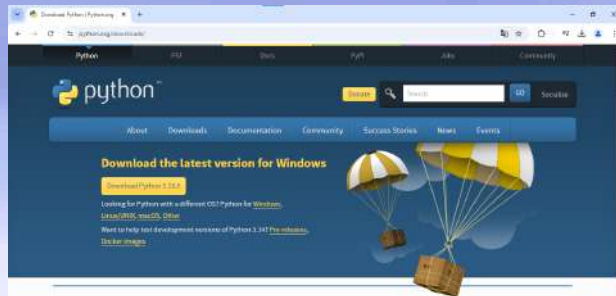 Download Python | Python.org
python.org/downloads/
Python PSF Docs PyPI Jobs Community
python™
Donate Search GO Socialize
About Downloads Documentation Community Success Stories News Events
Download the latest version for Windows
Download Python
Looking for Python with a different OS? Python for Windows,
Linux/UNIX, macOS, Other
Want to help test development versions of Python 3.14? Pre-releases,
Docker images